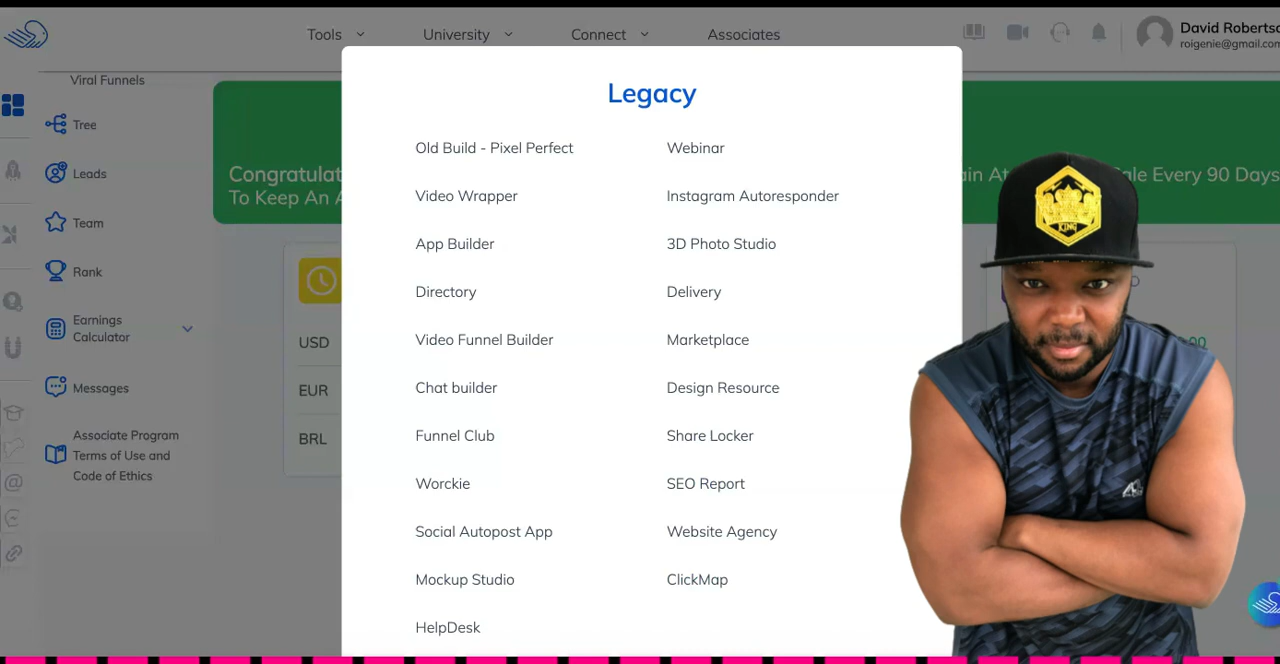 Tools
University
Connect
Associates
David Roberts
roigenie@gmail.com
Viral Funnels
Tree
Leads
Team
Rank
Earnings
Calculator
Messages
Associate Program
Terms of Use and
Code of Ethics
Congratulat
To Keep An A
ain At
ale Every 90 Days
USD
EUR
BRL
Legacy
Old Build - Pixel Perfect
Webinar
Video Wrapper
Instagram Autoresponder
App Builder
3D Photo Studio
Directory
Delivery
Video Funnel Builder
Marketplace
Chat builder
Design Resource
Funnel Club
Share Locker
Worckie
SEO Report
Social Autopost App
Website Agency
Mockup Studio
ClickMap
HelpDesk
KING